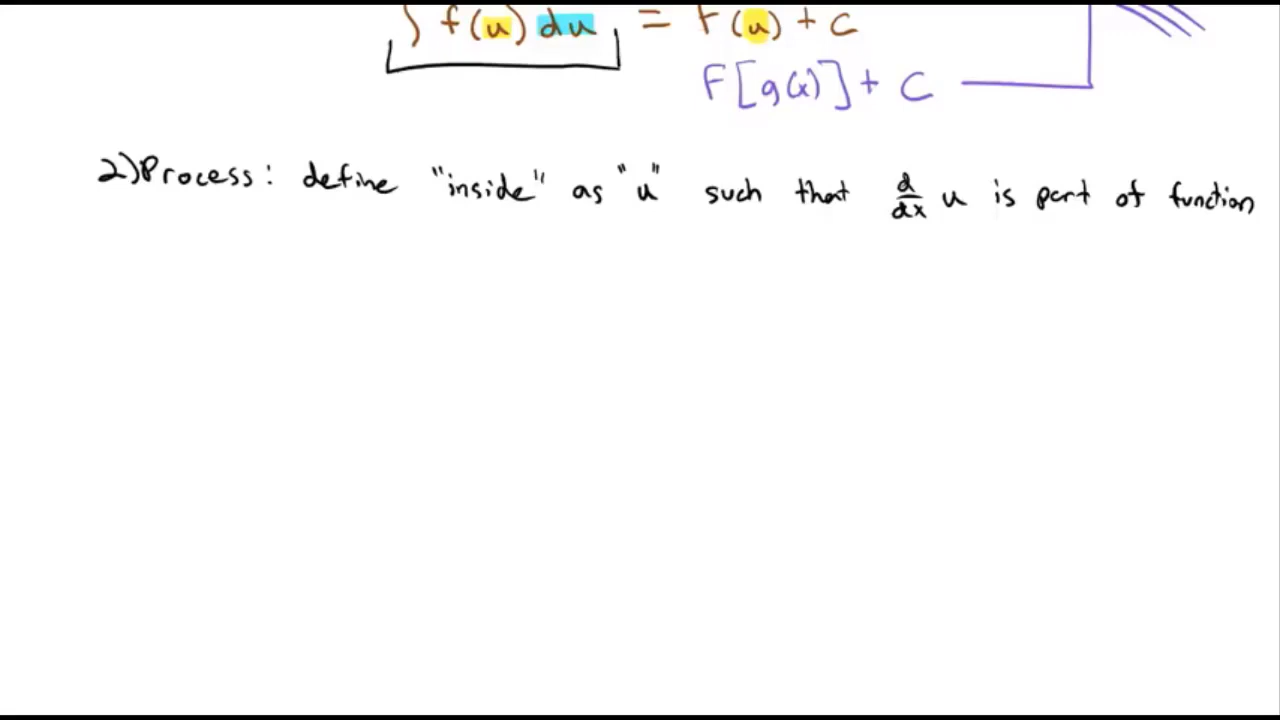 ∫ f(u) du = F(u) + C
F[g(x)] + C
2) Process: define "inside" as "u" such that d/dx u is part of function